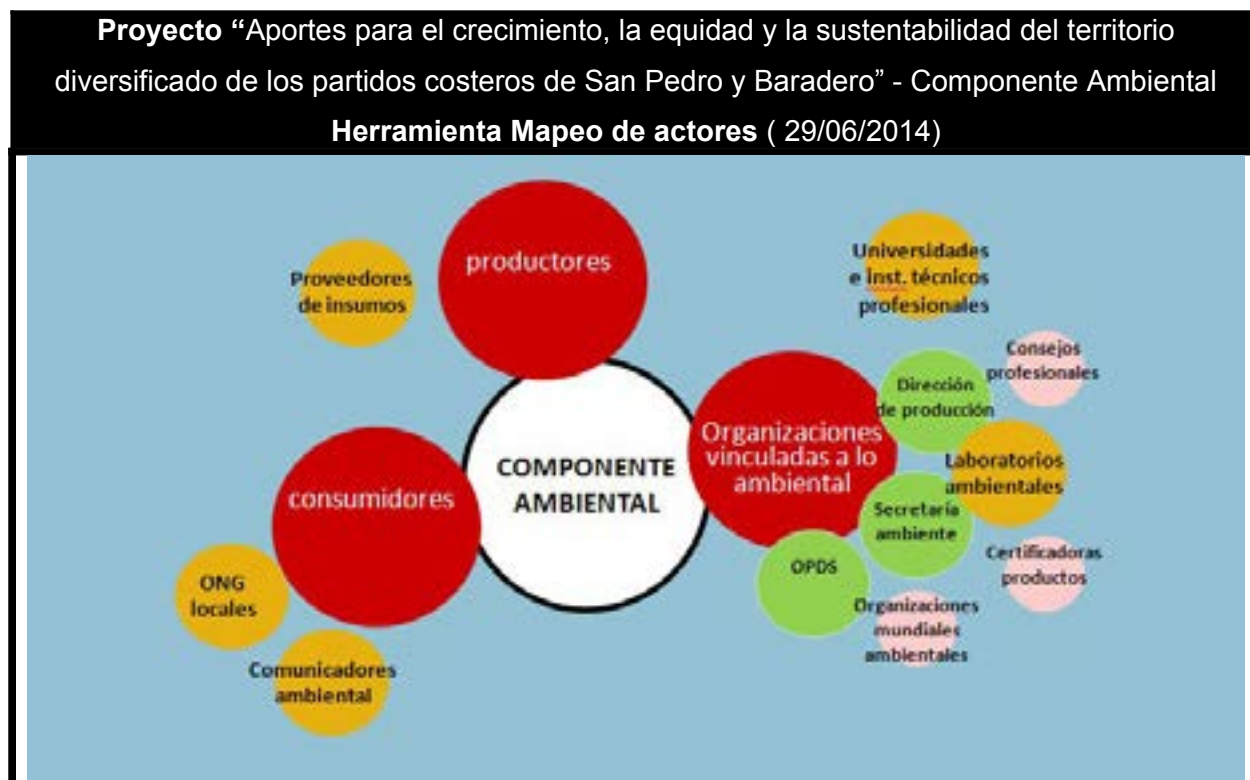 Proyecto “Aportes para el crecimiento, la equidad y la sustentabilidad del territorio
diversificado de los partidos costeros de San Pedro y Baradero” - Componente Ambiental
Herramienta Mapeo de actores ( 29/06/2014)
productores
Proveedores
de insumos
Universidades
e inst. técnicos
profesionales
Consejos
profesionales
Dirección
de producción
Organizaciones
vinculadas a lo
ambiental
COMPONENTE
AMBIENTAL
consumidores
Laboratorios
ambientales
Secretaría
ambiente
OPDS
Certificadoras
productos
Organizaciones
mundiales
ambientales
ONG
locales
Comunicadores
ambiental